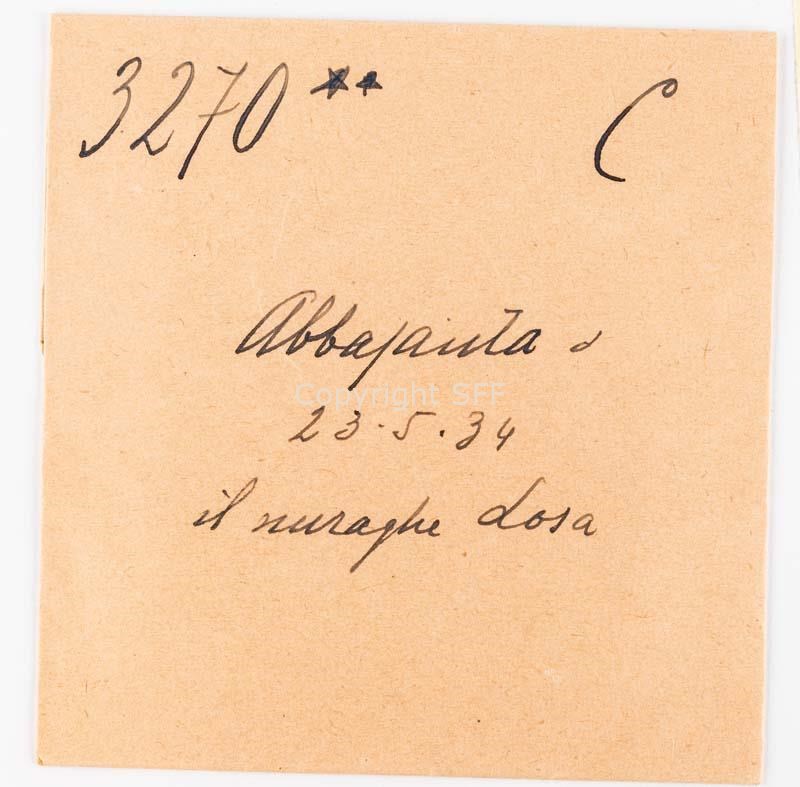 3270 ** C
Abbasanta
Copyright SFF
23.5.34
il nuraghe Losa